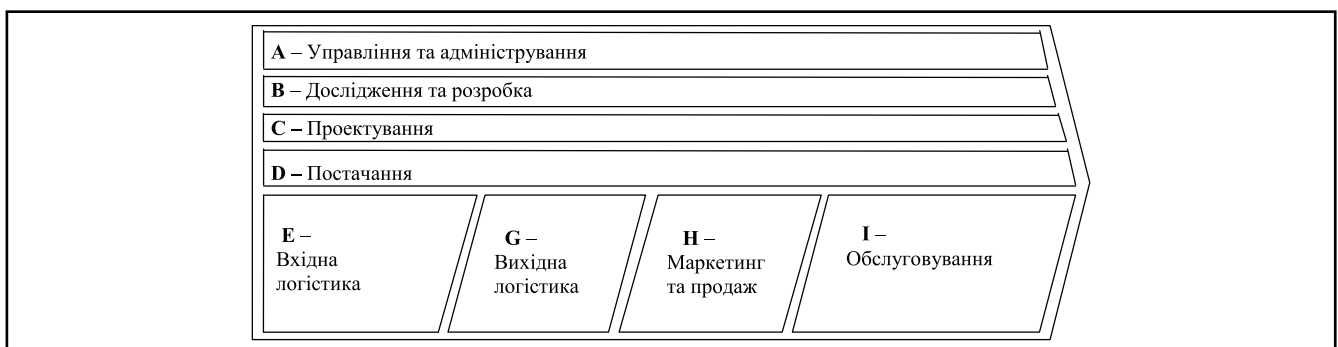 A – Управління та адміністрування
B – Дослідження та розробка
C – Проектування
D – Постачання
E –
Вхідна
логістика
G –
Вихідна
логістика
H –
Маркетинг
та продаж
I –
Обслуговування